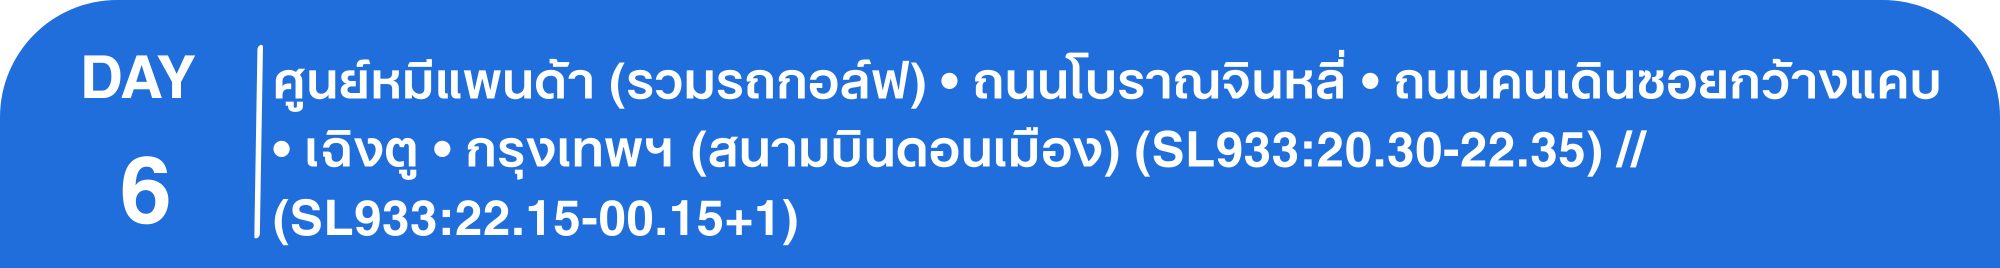 DAY
6
ศูนย์หมีแพนด้า (รวมรถกอล์ฟ) • ถนนโบราณจินหลี่ • ถนนคนเดินซอยกว้างแคบ
• เฉิงตู • กรุงเทพฯ (สนามบินดอนเมือง) (SL933:20.30-22.35) //
(SL933:22.15-00.15+1)